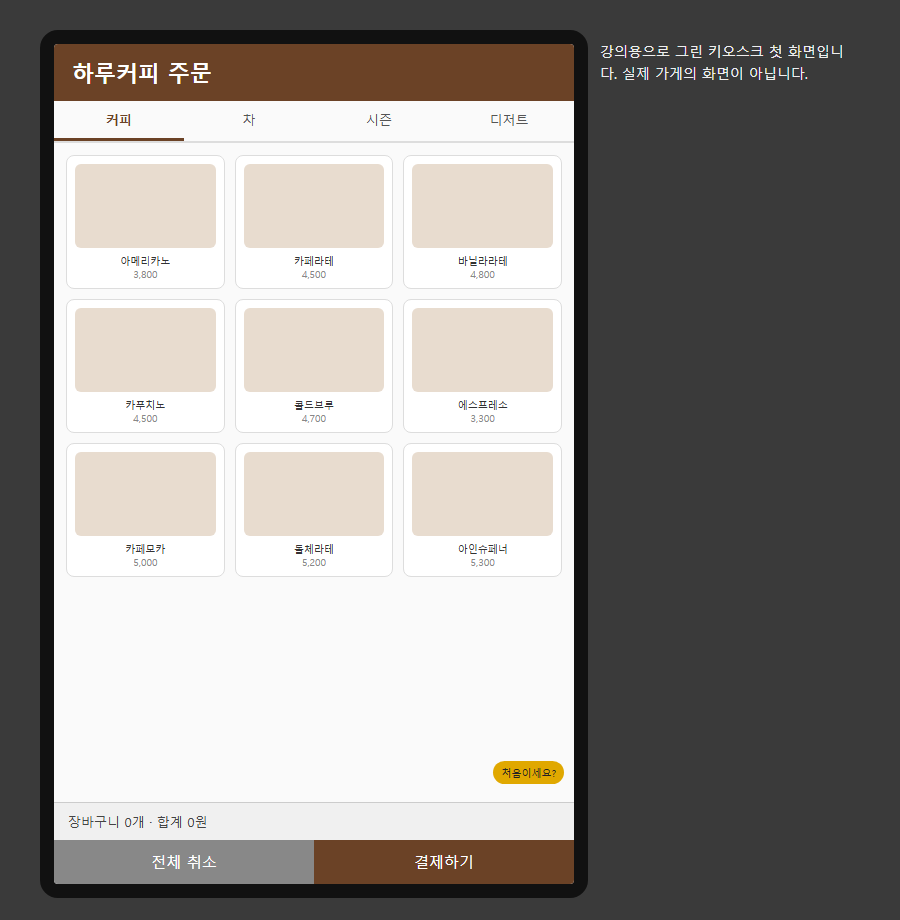 하루커피 주문
커피 차 시즌 디저트
아메리카노 카페라테 바닐라라테
3,800 4,500 4,800
카푸치노 콜드브루 에스프레소
4,500 4,700 3,300
카페모카 돌체라테 아인슈페너
5,000 5,200 5,300
처음이세요?
장바구니 0개 · 합계 0원
전체 취소 결제하기
강의용으로 그린 키오스크 첫 화면입니
다. 실제 가게의 화면이 아닙니다.